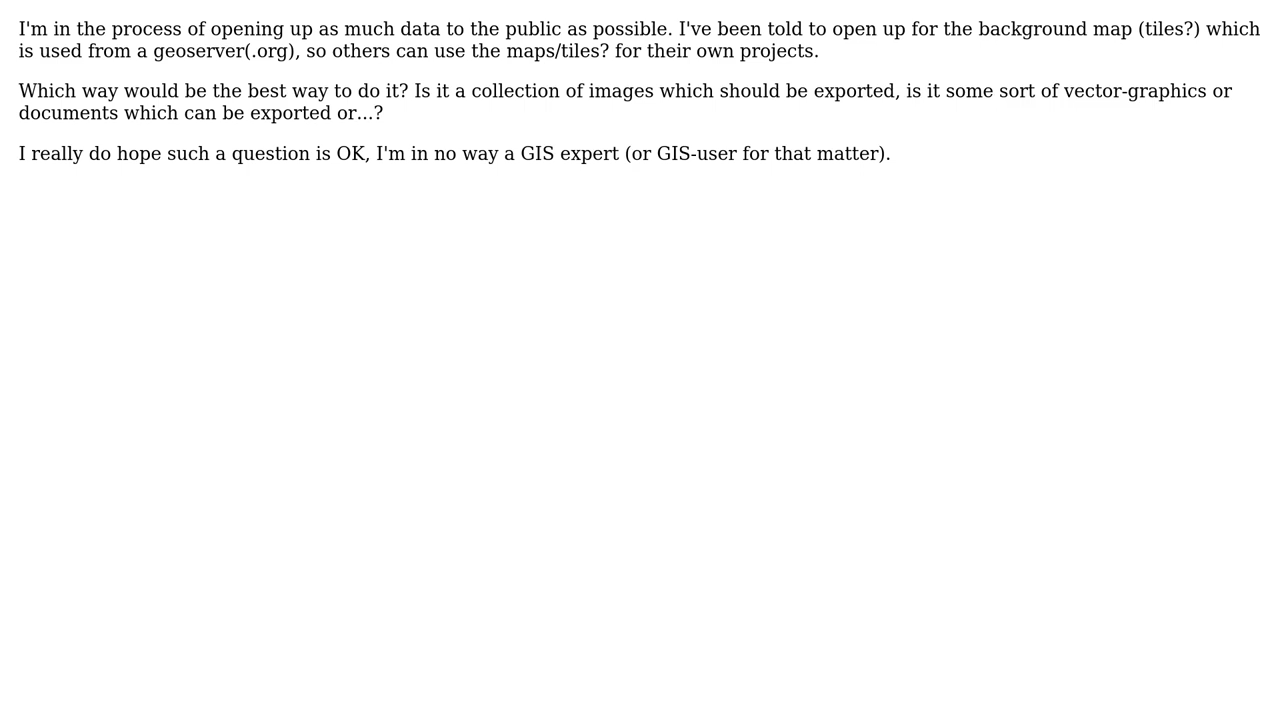 I'm in the process of opening up as much data to the public as possible. I've been told to open up for the background map (tiles?) which
is used from a geoserver(.org), so others can use the maps/tiles? for their own projects.
Which way would be the best way to do it? Is it a collection of images which should be exported, is it some sort of vector-graphics or
documents which can be exported or...?
I really do hope such a question is OK, I'm in no way a GIS expert (or GIS-user for that matter).